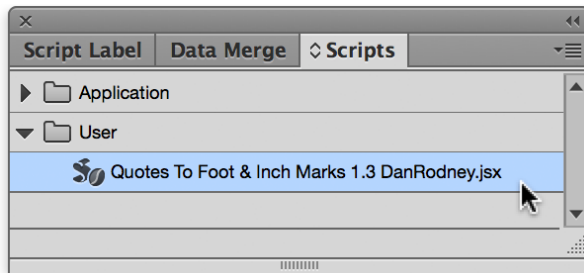 Script Label Data Merge Scripts
Application
User
Quotes To Foot & Inch Marks 1.3 DanRodney.jsx